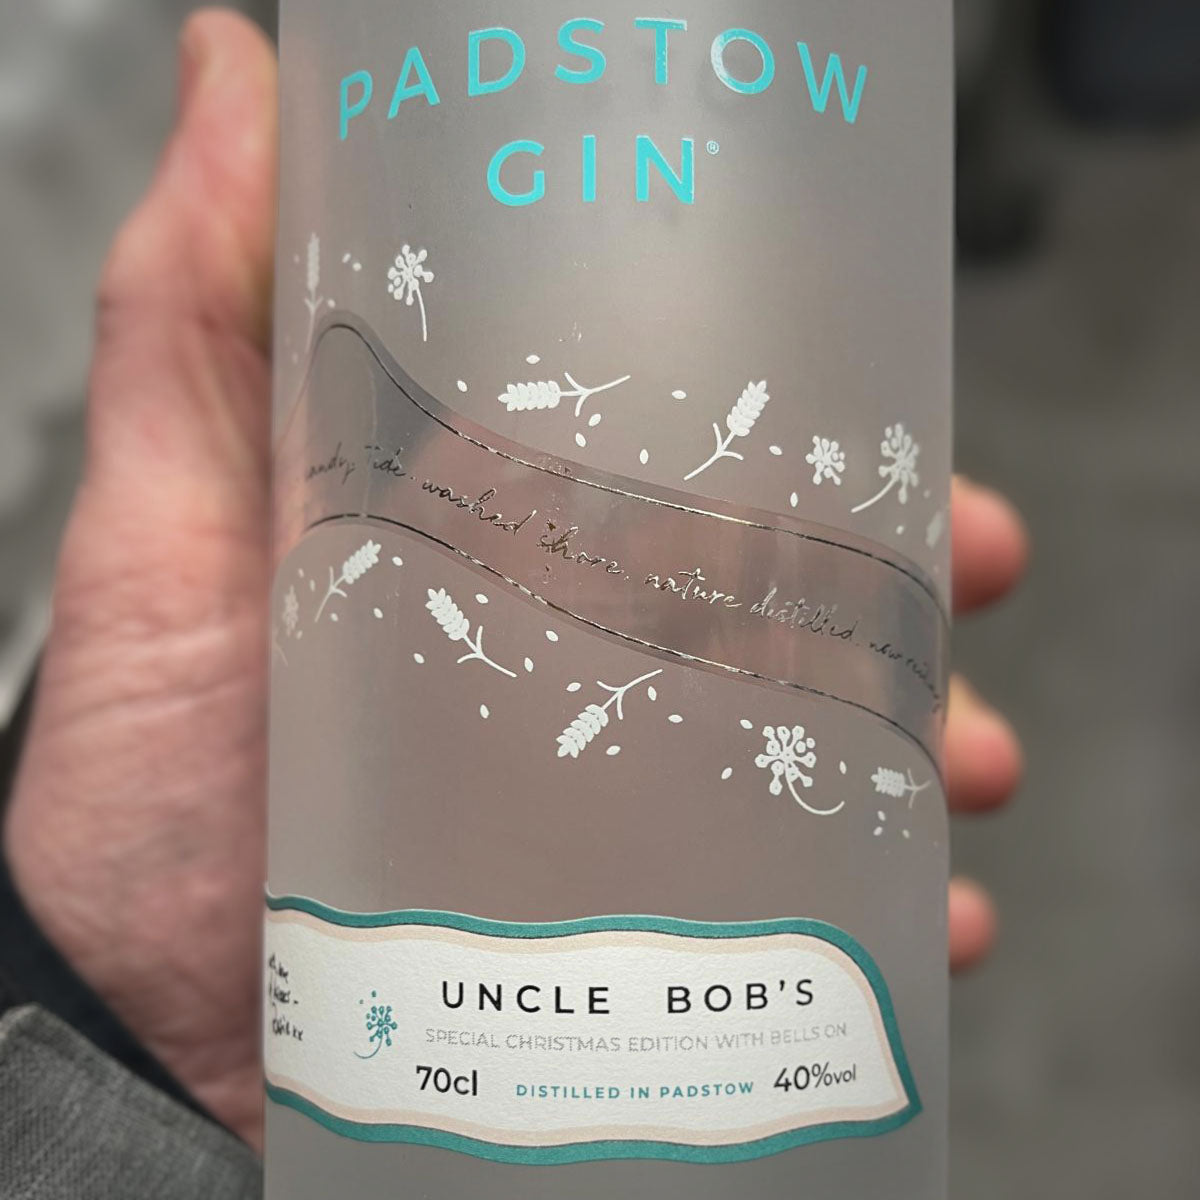 PADSTOW
GIN®
Tide. washed shore. nature distilled. new
UNCLE BOB'S
SPECIAL CHRISTMAS EDITION WITH BELLS ON
70cl DISTILLED IN PADSTOW 40%vol